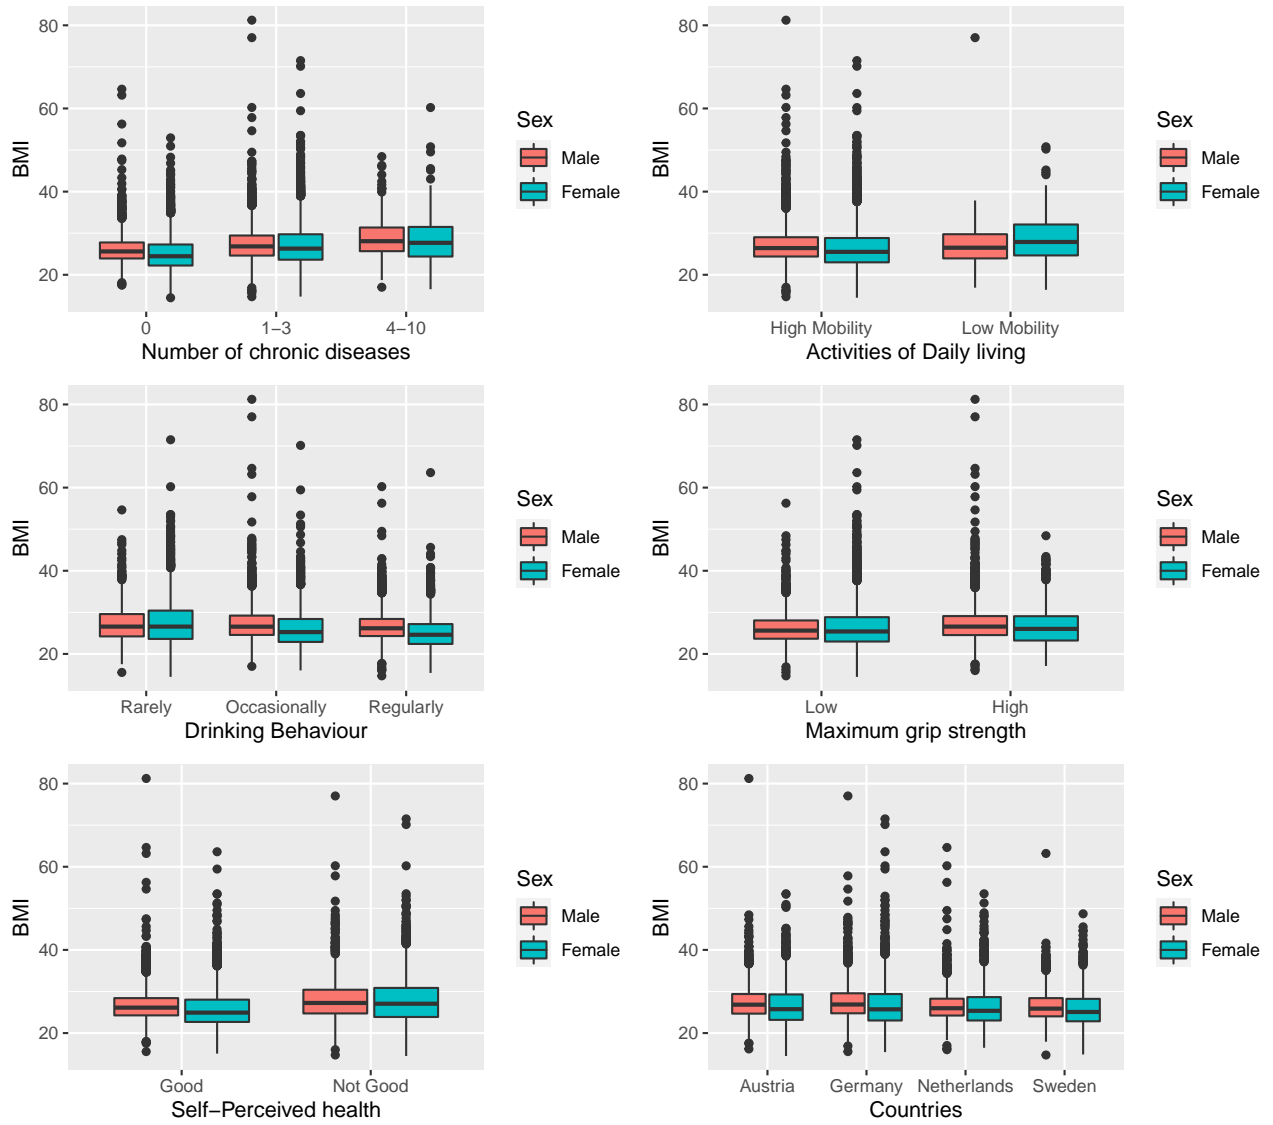 80
60
40
20
BMI
0 1−3 4−10
Number of chronic diseases
Sex
Male
Female
80
60
40
20
BMI
High Mobility Low Mobility
Activities of Daily living
Sex
Male
Female
80
60
40
20
BMI
Rarely Occasionally Regularly
Drinking Behaviour
Sex
Male
Female
80
60
40
20
BMI
Low High
Maximum grip strength
Sex
Male
Female
80
60
40
20
BMI
Good Not Good
Self−Perceived health
Sex
Male
Female
80
60
40
20
BMI
Austria Germany Netherlands Sweden
Countries
Sex
Male
Female